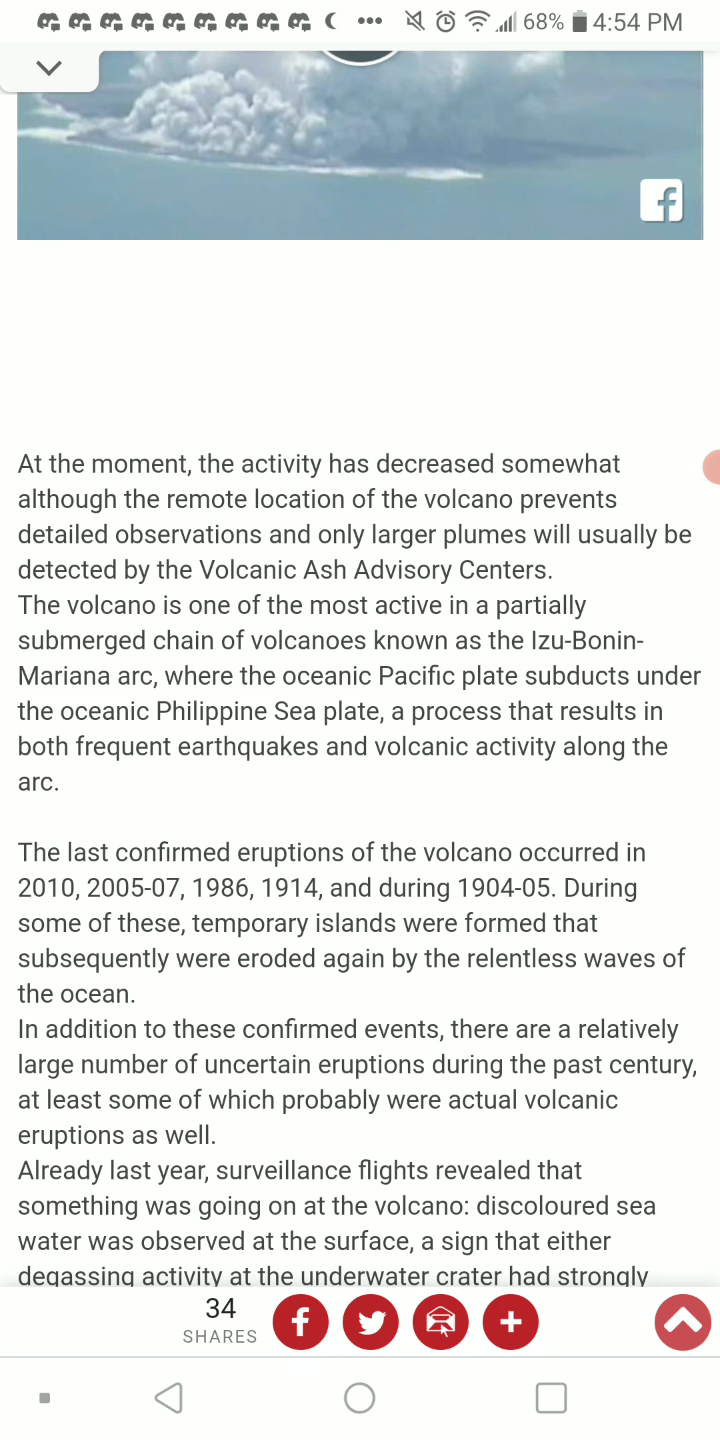 68% 4:54 PM
At the moment, the activity has decreased somewhat
although the remote location of the volcano prevents
detailed observations and only larger plumes will usually be
detected by the Volcanic Ash Advisory Centers.
The volcano is one of the most active in a partially
submerged chain of volcanoes known as the Izu-Bonin-
Mariana arc, where the oceanic Pacific plate subducts under
the oceanic Philippine Sea plate, a process that results in
both frequent earthquakes and volcanic activity along the
arc.
The last confirmed eruptions of the volcano occurred in
2010, 2005-07, 1986, 1914, and during 1904-05. During
some of these, temporary islands were formed that
subsequently were eroded again by the relentless waves of
the ocean.
In addition to these confirmed events, there are a relatively
large number of uncertain eruptions during the past century,
at least some of which probably were actual volcanic
eruptions as well.
Already last year, surveillance flights revealed that
something was going on at the volcano: discoloured sea
water was observed at the surface, a sign that either
degassing activity at the underwater crater had strongly
34
SHARES